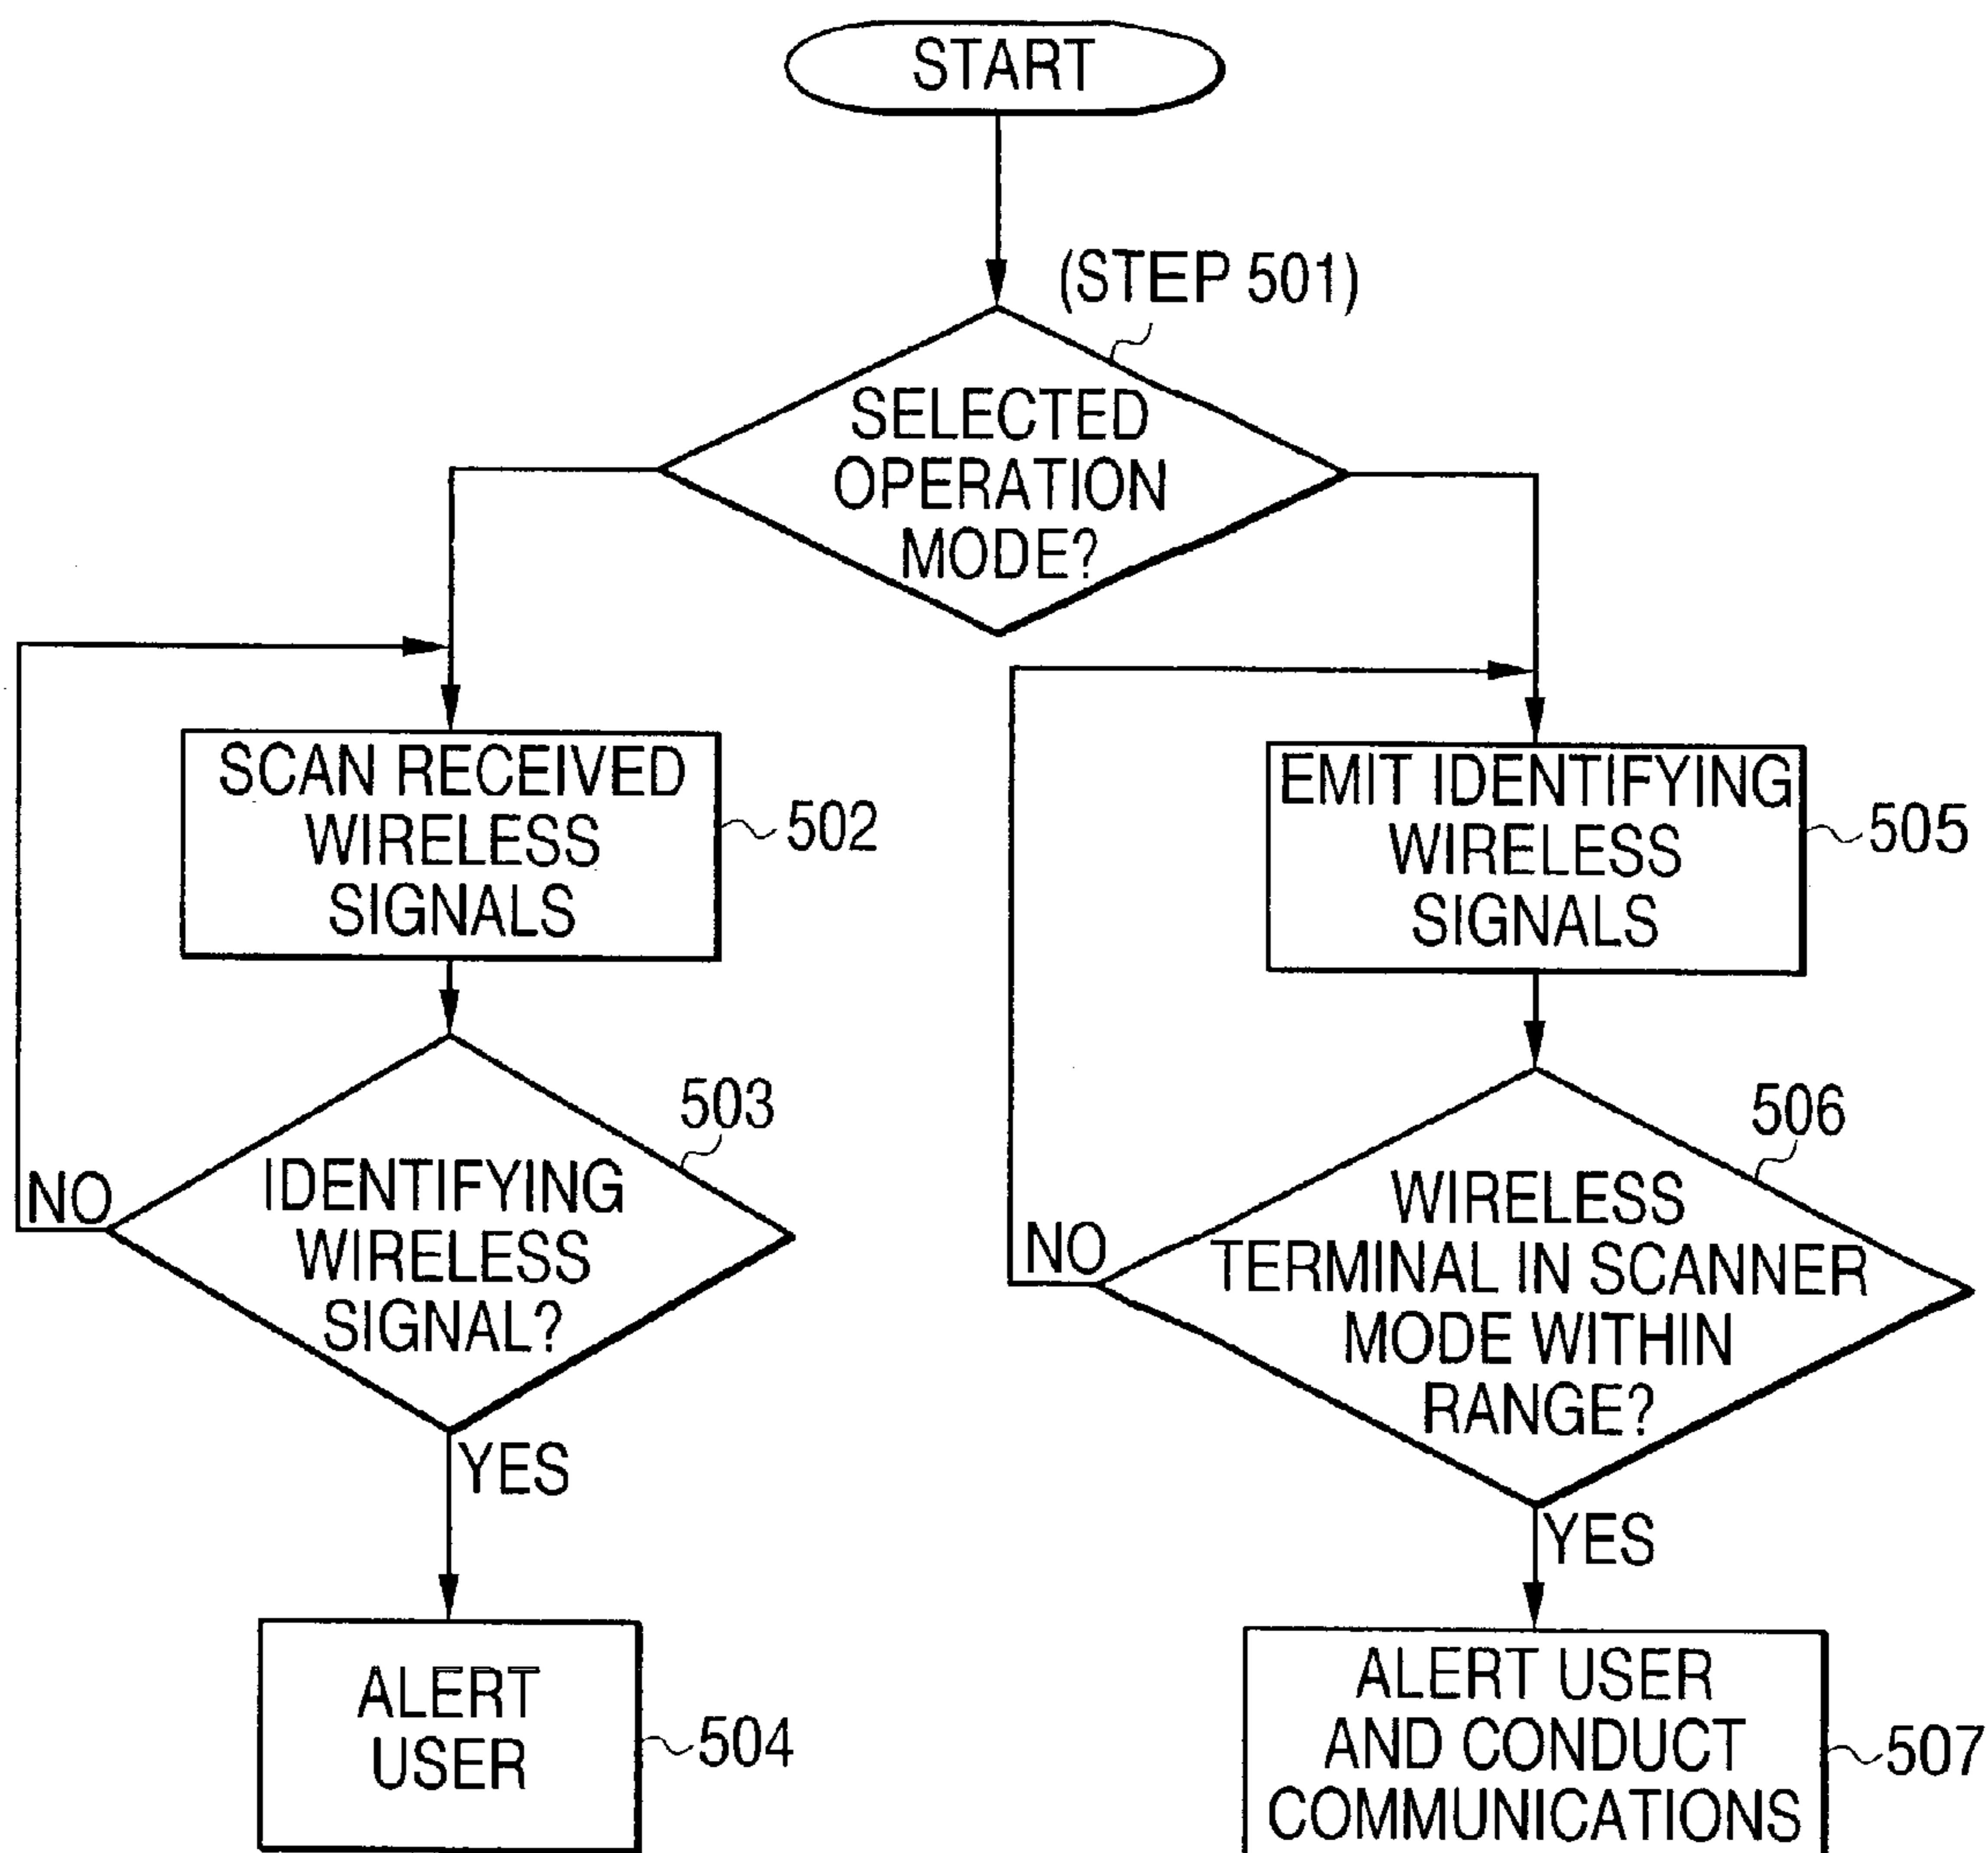 START
(STEP 501)
SELECTED
OPERATION
MODE?
SCAN RECEIVED
WIRELESS
SIGNALS
502
IDENTIFYING
WIRELESS
SIGNAL?
503
NO
YES
ALERT
USER
504
EMIT IDENTIFYING
WIRELESS
SIGNALS
505
WIRELESS
TERMINAL IN SCANNER
MODE WITHIN
RANGE?
506
NO
YES
ALERT USER
AND CONDUCT
COMMUNICATIONS
507